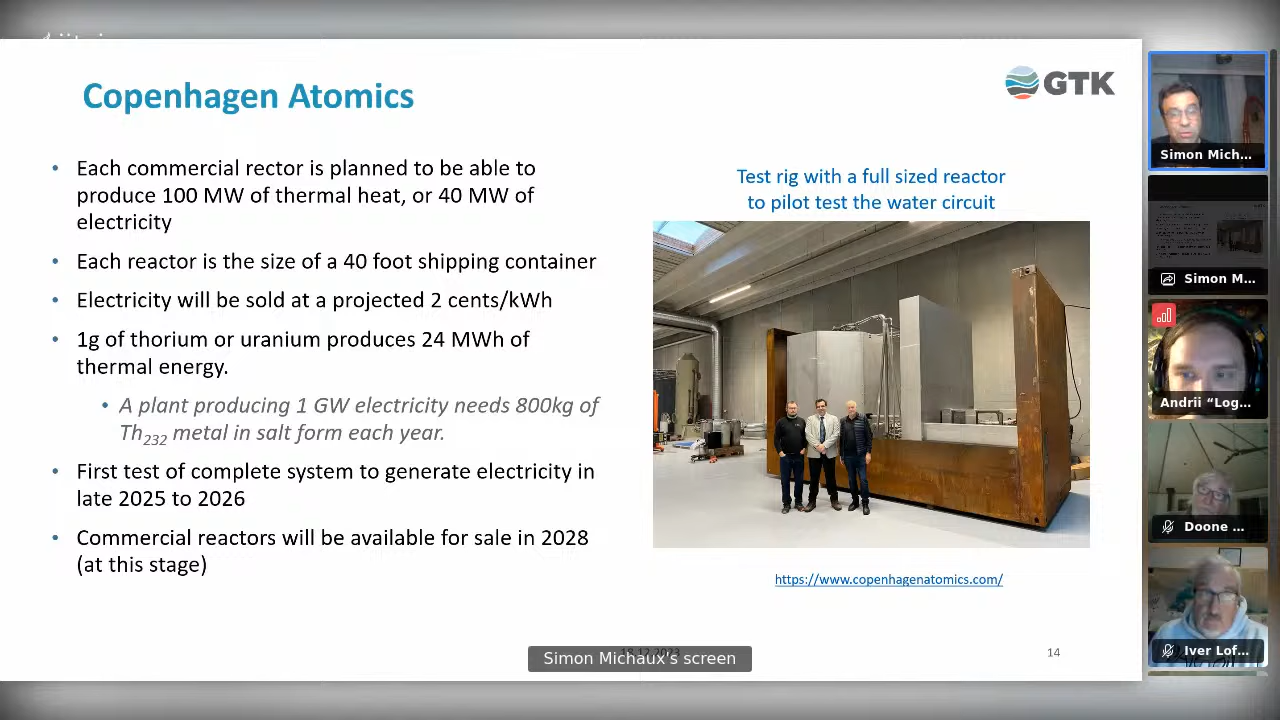 Copenhagen Atomics
GTK
• Each commercial rector is planned to be able to
produce 100 MW of thermal heat, or 40 MW of
electricity
• Each reactor is the size of a 40 foot shipping container
• Electricity will be sold at a projected 2 cents/kWh
• 1g of thorium or uranium produces 24 MWh of
thermal energy.
• A plant producing 1 GW electricity needs 800kg of
Th232 metal in salt form each year.
• First test of complete system to generate electricity in
late 2025 to 2026
• Commercial reactors will be available for sale in 2028
(at this stage)
Test rig with a full sized reactor
to pilot test the water circuit
https://www.copenhagenatomics.com/
Simon Michaux's screen
14
Simon Mich...
Simon M...
Andrii “Log...
Doone ...
Iver Lof...